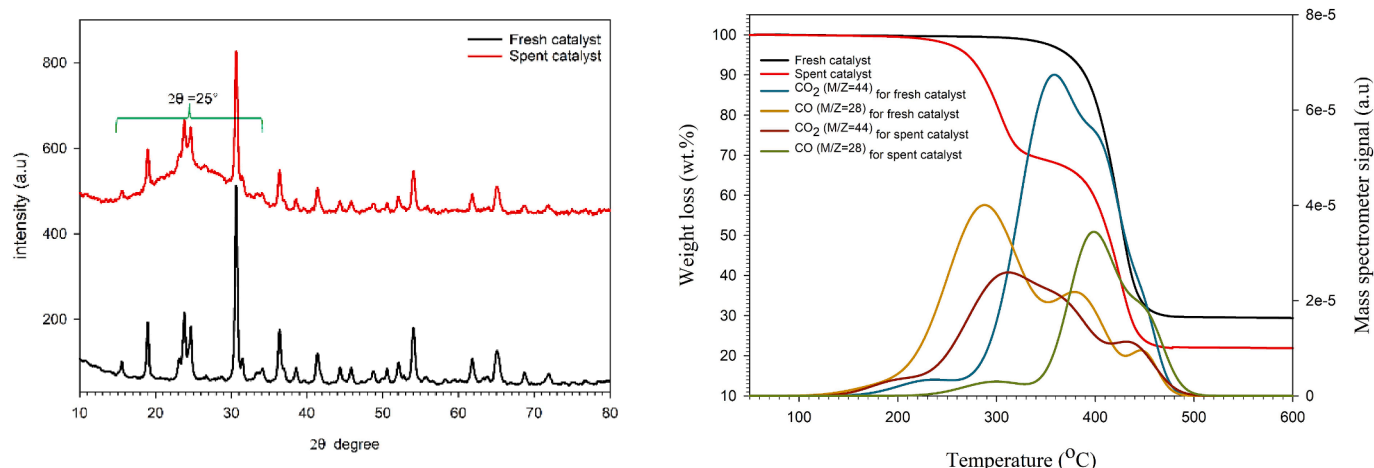 Fresh catalyst
Spent catalyst
2θ =25°
800
600
400
200
intensity (a.u)
10 20 30 40 50 60 70 80
2θ degree
8e-5
6e-5
4e-5
2e-5
0
Mass spectrometer signal (a.u)
100
90
80
70
60
50
40
30
20
10
Weight loss (wt.%)
Fresh catalyst
Spent catalyst
CO₂ (M/Z=44) for fresh catalyst
CO (M/Z=28) for fresh catalyst
CO₂ (M/Z=44) for spent catalyst
CO (M/Z=28) for spent catalyst
100 200 300 400 500 600
Temperature (⁰C)